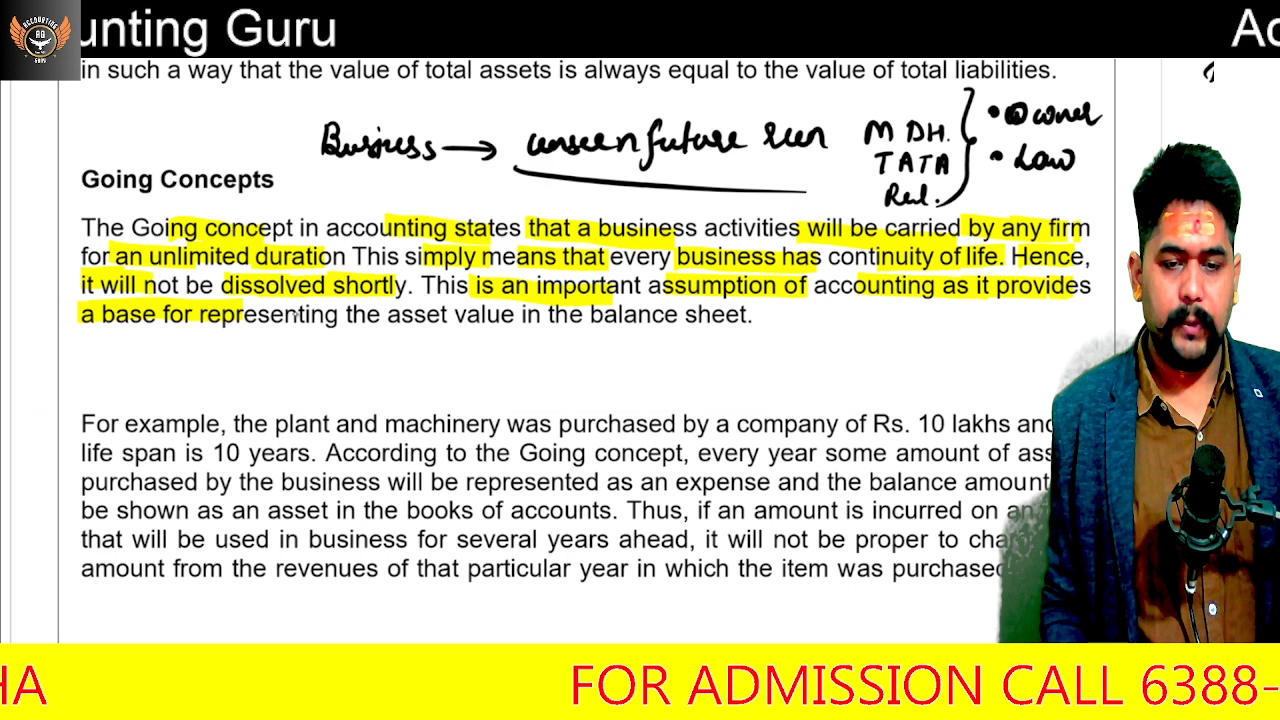 unting Guru
Ac
ACCOUNTING
AG
GURU
in such a way that the value of total assets is always equal to the value of total liabilities.
Business → unseen future run
MDH.
TATA
Rel.
• Owner
• Law
Going Concepts
The Going concept in accounting states that a business activities will be carried by any firm
for an unlimited duration This simply means that every business has continuity of life. Hence,
it will not be dissolved shortly. This is an important assumption of accounting as it provides
a base for representing the asset value in the balance sheet.
For example, the plant and machinery was purchased by a company of Rs. 10 lakhs and
life span is 10 years. According to the Going concept, every year some amount of ass
purchased by the business will be represented as an expense and the balance amount
be shown as an asset in the books of accounts. Thus, if an amount is incurred on an
that will be used in business for several years ahead, it will not be proper to cha
amount from the revenues of that particular year in which the item was purchased
HA
FOR ADMISSION CALL 6388-